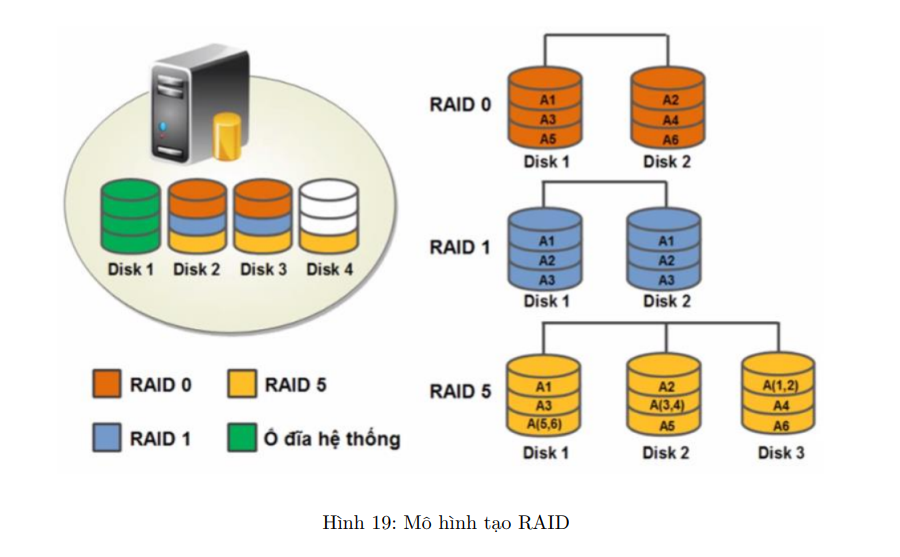 RAID 0
A1
A3
A5
A2
A4
A6
Disk 1
Disk 2
RAID 1
A1
A2
A3
A1
A2
A3
Disk 1
Disk 2
RAID 5
A1
A3
A(5,6)
A2
A(3,4)
A5
A(1,2)
A4
A6
Disk 1
Disk 2
Disk 3
Disk 1
Disk 2
Disk 3
Disk 4
RAID 0
RAID 5
RAID 1
Ổ đĩa hệ thống
Hình 19: Mô hình tạo RAID